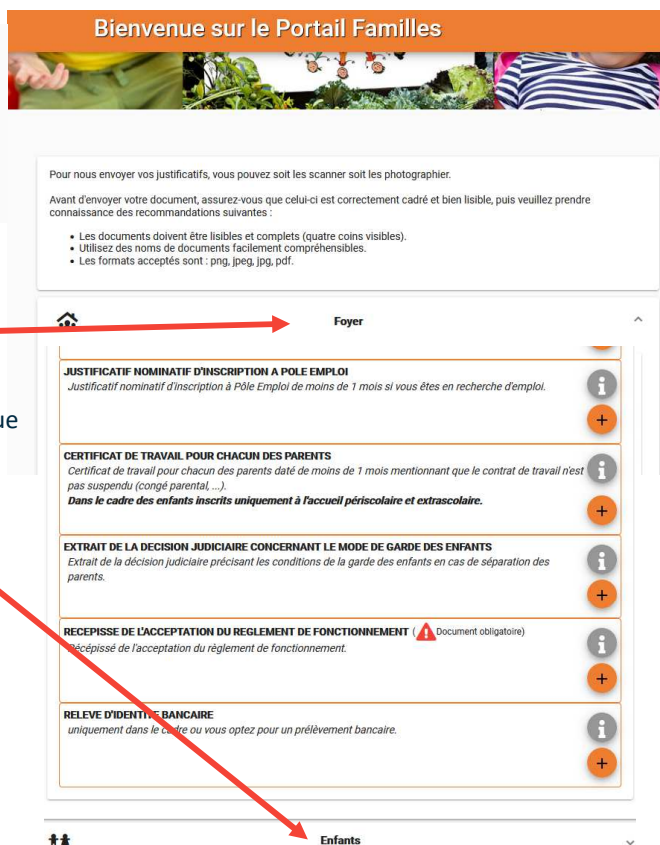 Bienvenue sur le Portail Familles
Pour nous envoyer vos justificatifs, vous pouvez soit les scanner soit les photographier.
Avant d'envoyer votre document, assurez-vous que celui-ci est correctement cadré et bien lisible, puis veuillez prendre
connaissance des recommandations suivantes :
• Les documents doivent être lisibles et complets (quatre coins visibles).
• Utilisez des noms de documents facilement compréhensibles.
• Les formats acceptés sont : png, jpeg, jpg, pdf.
Foyer
JUSTIFICATIF NOMINATIF D'INSCRIPTION A POLE EMPLOI
Justificatif nominatif d'inscription à Pôle Emploi de moins de 1 mois si vous êtes en recherche d'emploi.
CERTIFICAT DE TRAVAIL POUR CHACUN DES PARENTS
Certificat de travail pour chacun des parents daté de moins de 1 mois mentionnant que le contrat de travail n'est
pas suspendu (congé parental, ...).
Dans le cadre des enfants inscrits uniquement à l'accueil périscolaire et extrascolaire.
EXTRAIT DE LA DECISION JUDICIAIRE CONCERNANT LE MODE DE GARDE DES ENFANTS
Extrait de la décision judiciaire précisant les conditions de la garde des enfants en cas de séparation des
parents.
RECEPISSE DE L'ACCEPTATION DU REGLEMENT DE FONCTIONNEMENT ( Document obligatoire)
Récépissé de l'acceptation du règlement de fonctionnement.
RELEVE D'IDENTITE BANCAIRE
uniquement dans le cadre ou vous optez pour un prélèvement bancaire.
Enfants